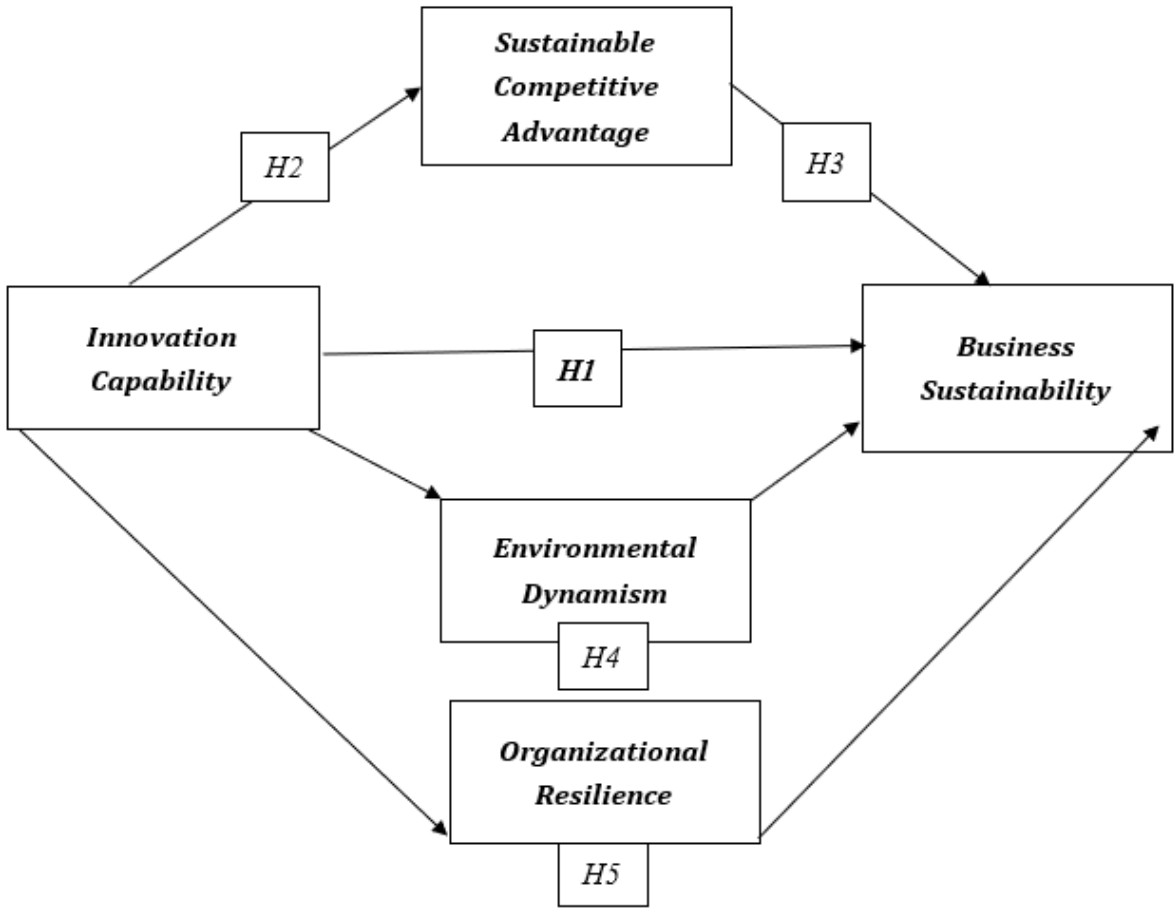 Sustainable
Competitive
Advantage
H2
H3
Innovation
Capability
H1
Business
Sustainability
Environmental
Dynamism
H4
Organizational
Resilience
H5